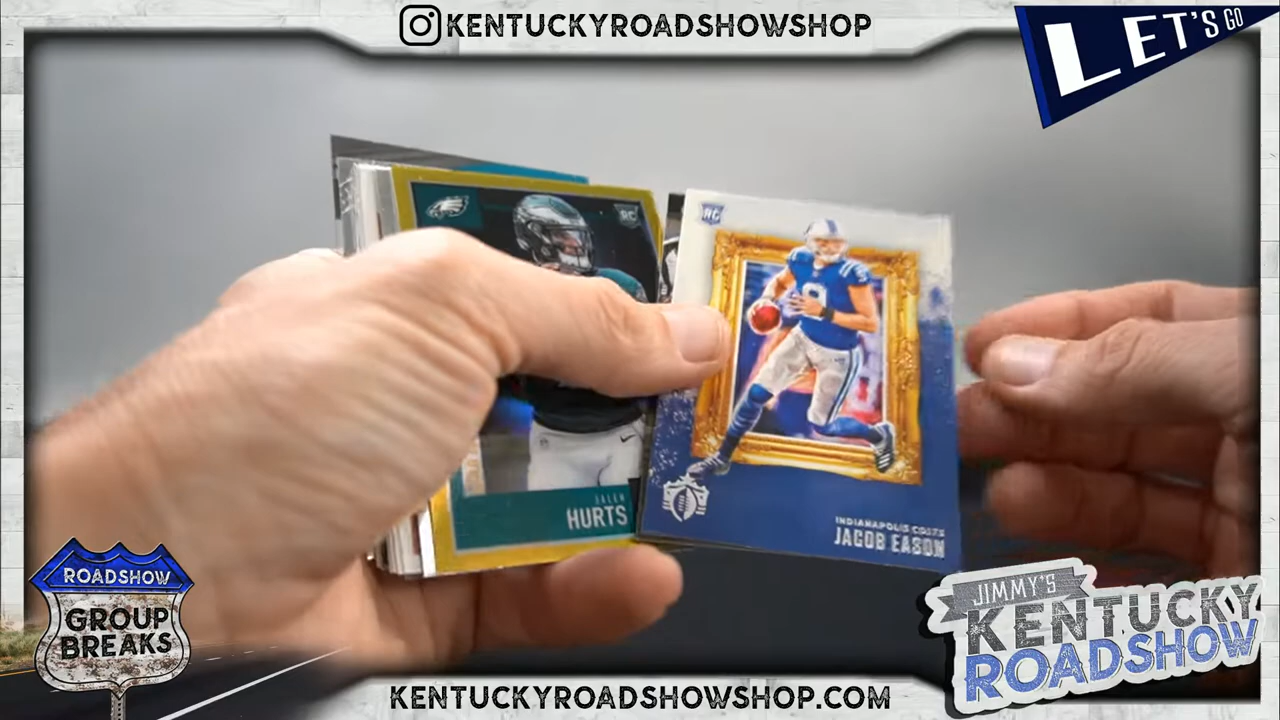 KENTUCKYROADSHOWSHOP
LET'S GO
RC
RC
JALEN
HURTS
9
INDIANAPOLIS COLTS
JACOB EASON
ROADSHOW
GROUP
BREAKS
JIMMY'S
KENTUCKY
ROADSHOW
KENTUCKYROADSHOWSHOP.COM